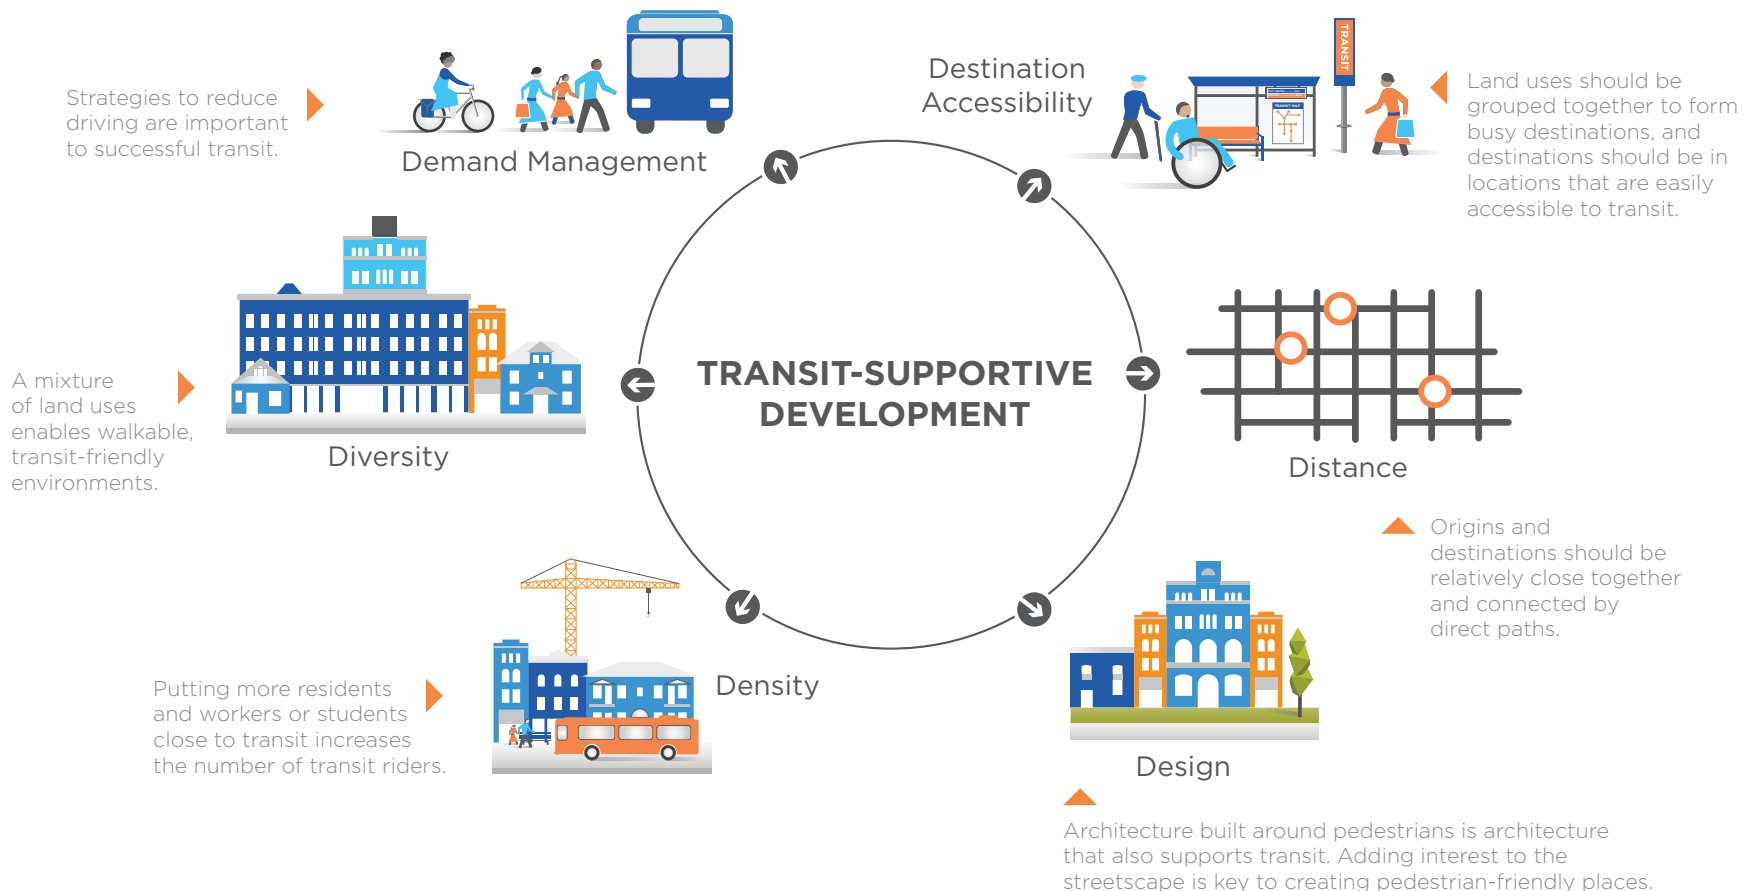 Strategies to reduce
driving are important
to successful transit.
Demand Management
Destination
Accessibility
TRANSIT
TRANSIT MAP
Land uses should be
grouped together to form
busy destinations, and
destinations should be in
locations that are easily
accessible to transit.
A mixture
of land uses
enables walkable,
transit-friendly
environments.
Diversity
TRANSIT-SUPPORTIVE
DEVELOPMENT
Distance
Origins and
destinations should be
relatively close together
and connected by
direct paths.
Putting more residents
and workers or students
close to transit increases
the number of transit riders.
Density
Design
Architecture built around pedestrians is architecture
that also supports transit. Adding interest to the
streetscape is key to creating pedestrian-friendly places.